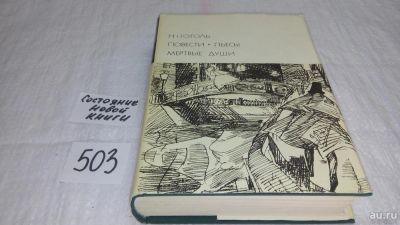 Н·ГОГОЛЬ
ПОВЕСТИ · ПЬЕСЫ
МЕРТВЫЕ ДУШИ
Состояние
новой
книги
503
au.ru